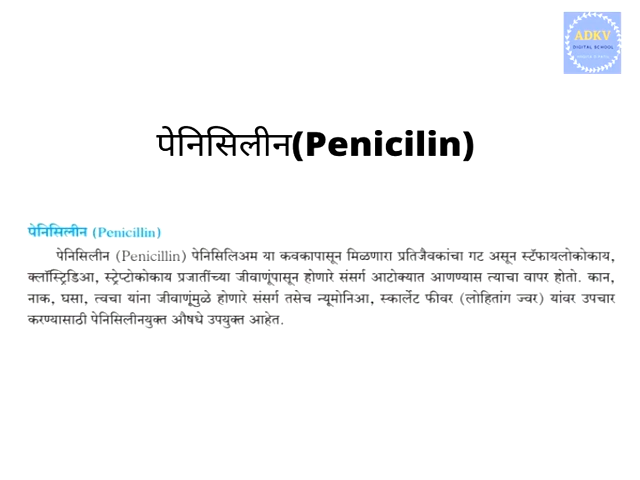 ADKV
DIGITAL SCHOOL
पेनिसिलीन(Penicilin)
पेनिसिलीन (Penicillin)
पेनिसिलीन (Penicillin) पेनिसिलिअम या कवकापासून मिळणारा प्रतिजैवकांचा गट असून स्टॅफायलोकोकाय,
क्लॉस्ट्रिडिआ, स्ट्रेप्टोकोकाय प्रजातींच्या जीवाणूंपासून होणारे संसर्ग आटोक्यात आणण्यास त्याचा वापर होतो. कान,
नाक, घसा, त्वचा यांना जीवाणूंमुळे होणारे संसर्ग तसेच न्यूमोनिआ, स्कार्लेट फीवर (लोहितांग ज्वर) यांवर उपचार
करण्यासाठी पेनिसिलीनयुक्त औषधे उपयुक्त आहेत.